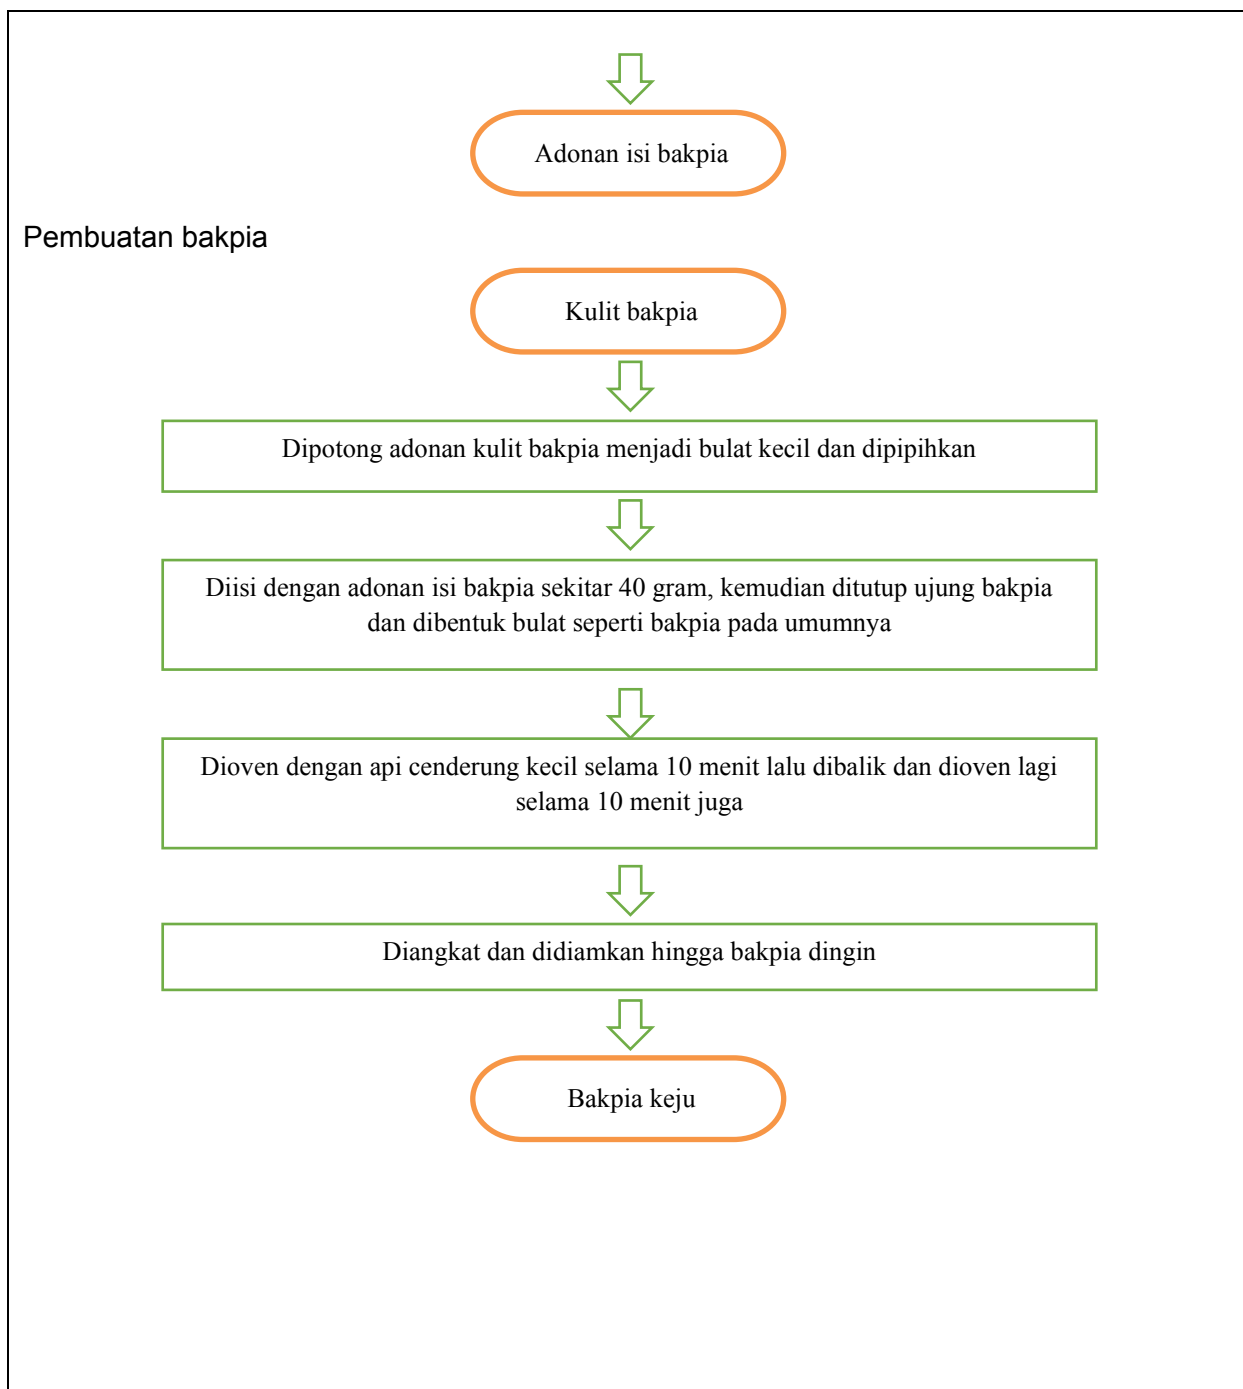 Adonan isi bakpia
Pembuatan bakpia
Kulit bakpia
Dipotong adonan kulit bakpia menjadi bulat kecil dan dipipihkan
Diisi dengan adonan isi bakpia sekitar 40 gram, kemudian ditutup ujung bakpia
dan dibentuk bulat seperti bakpia pada umumnya
Dioven dengan api cenderung kecil selama 10 menit lalu dibalik dan dioven lagi
selama 10 menit juga
Diangkat dan didiamkan hingga bakpia dingin
Bakpia keju